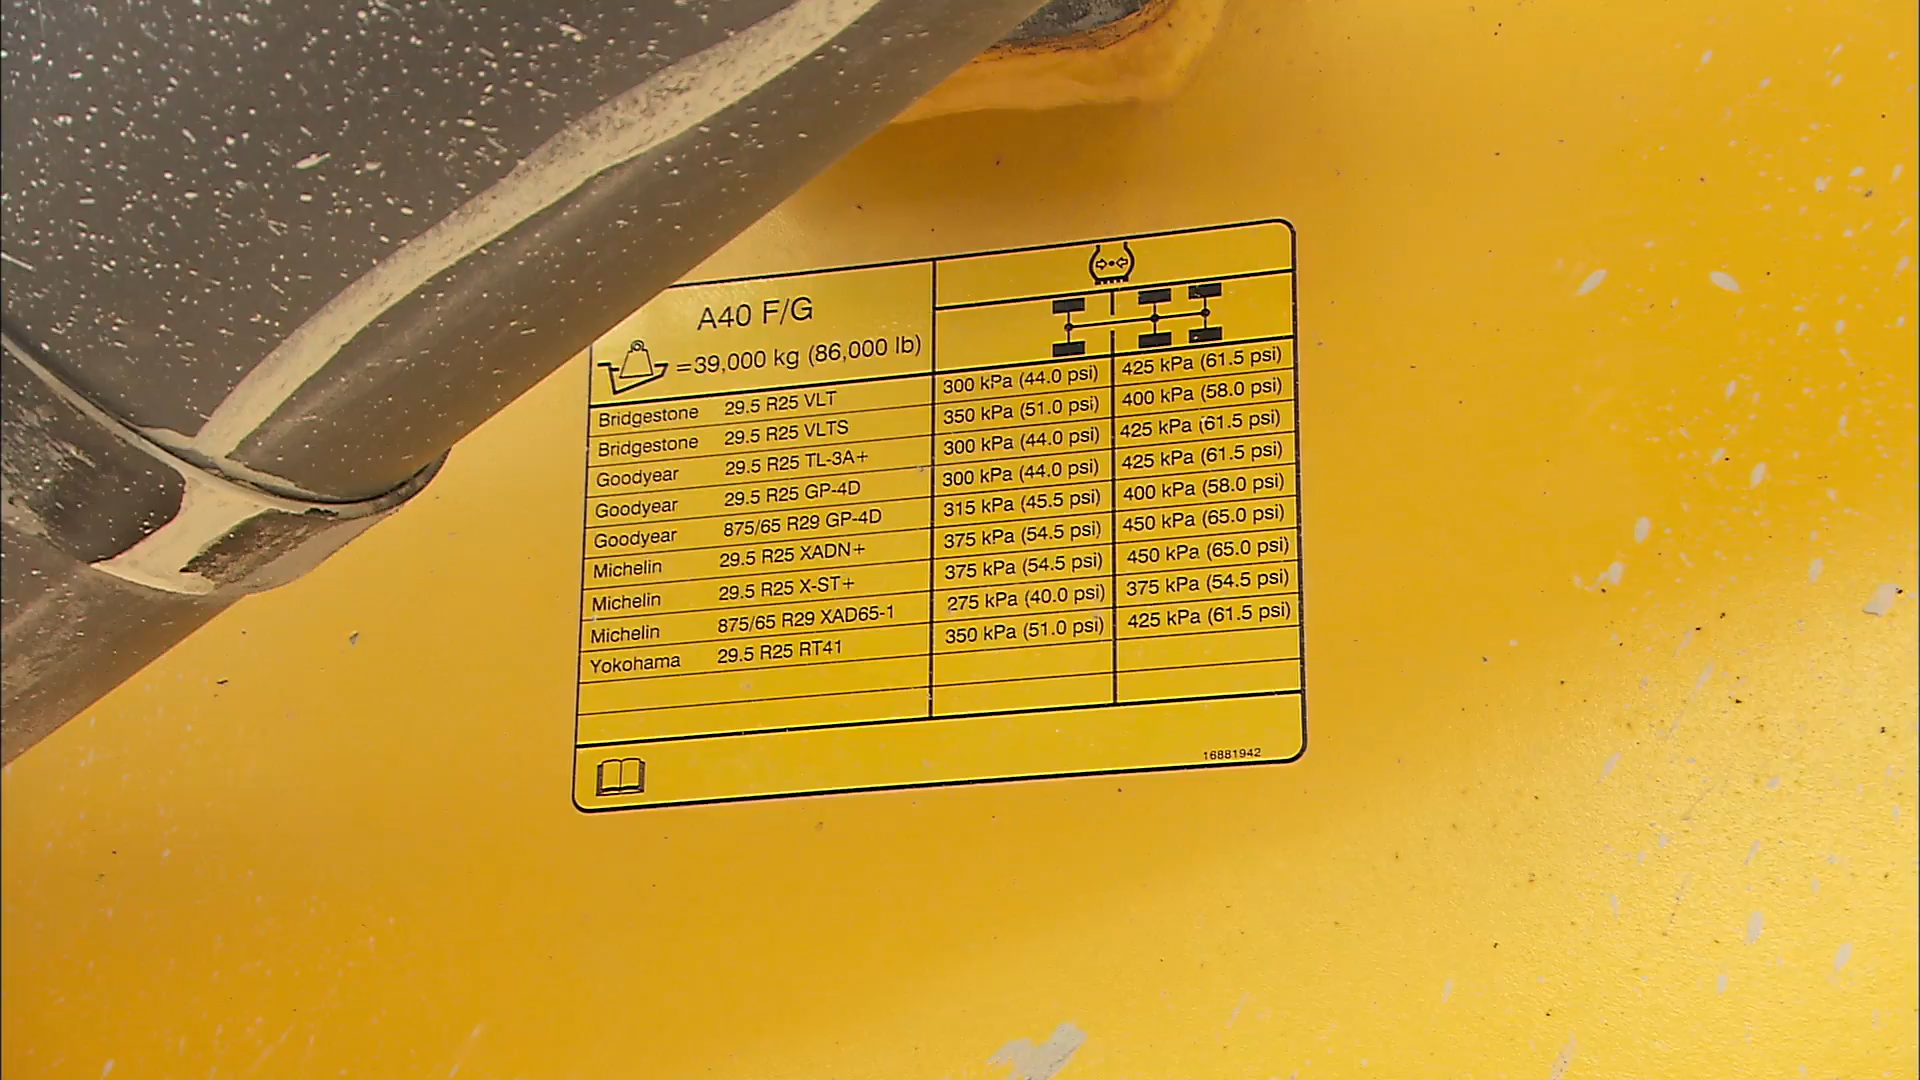 A40 F/G
=39,000 kg (86,000 lb)
Bridgestone 29.5 R25 VLT 300 kPa (44.0 psi) 425 kPa (61.5 psi)
Bridgestone 29.5 R25 VLTS 350 kPa (51.0 psi) 400 kPa (58.0 psi)
Goodyear 29.5 R25 TL-3A+ 300 kPa (44.0 psi) 425 kPa (61.5 psi)
Goodyear 29.5 R25 GP-4D 300 kPa (44.0 psi) 425 kPa (61.5 psi)
Goodyear 875/65 R29 GP-4D 315 kPa (45.5 psi) 400 kPa (58.0 psi)
Michelin 29.5 R25 XADN+ 375 kPa (54.5 psi) 450 kPa (65.0 psi)
Michelin 29.5 R25 X-ST+ 375 kPa (54.5 psi) 450 kPa (65.0 psi)
Michelin 875/65 R29 XAD65-1 275 kPa (40.0 psi) 375 kPa (54.5 psi)
Yokohama 29.5 R25 RT41 350 kPa (51.0 psi) 425 kPa (61.5 psi)
16881942